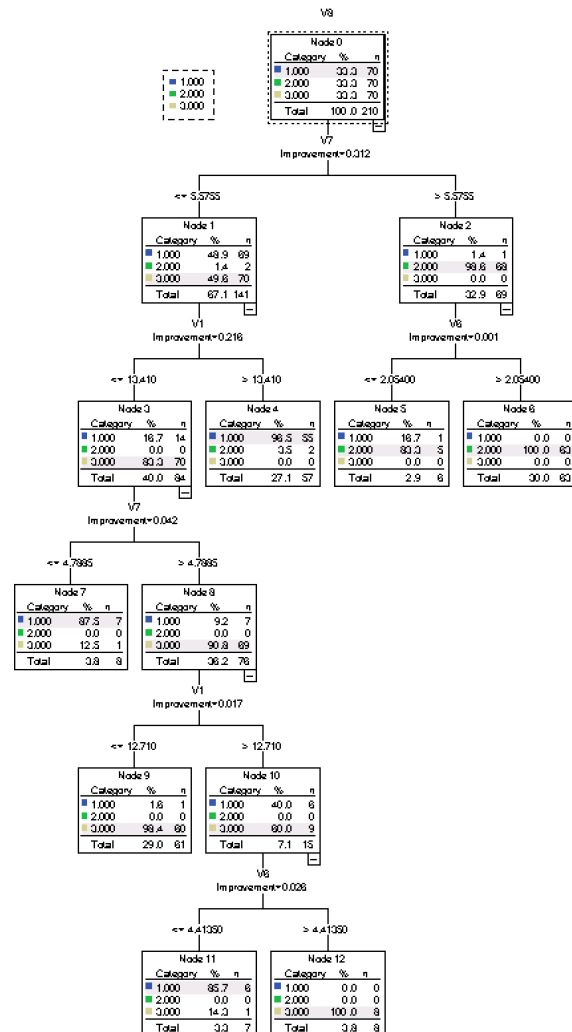 V8
1.000
2.000
3.000
Node 0
Category % n
1.000 33.3 70
2.000 33.3 70
3.000 33.3 70
Total 100.0 210
V7
Improvement=0.312
<= 5.5755
> 5.5755
Node 1
Category % n
1.000 48.9 69
2.000 1.4 2
3.000 49.6 70
Total 67.1 141
Node 2
Category % n
1.000 1.4 1
2.000 98.6 68
3.000 0.0 0
Total 32.9 69
V1
Improvement=0.216
V6
Improvement=0.001
<= 13.410
> 13.410
<= 2.05400
> 2.05400
Node 3
Category % n
1.000 16.7 14
2.000 0.0 0
3.000 83.3 70
Total 40.0 84
Node 4
Category % n
1.000 96.5 55
2.000 3.5 2
3.000 0.0 0
Total 27.1 57
Node 5
Category % n
1.000 16.7 1
2.000 83.3 5
3.000 0.0 0
Total 2.9 6
Node 6
Category % n
1.000 0.0 0
2.000 100.0 63
3.000 0.0 0
Total 30.0 63
V7
Improvement=0.042
<= 4.7885
> 4.7885
Node 7
Category % n
1.000 87.5 7
2.000 0.0 0
3.000 12.5 1
Total 3.8 8
Node 8
Category % n
1.000 9.2 7
2.000 0.0 0
3.000 90.8 69
Total 36.2 76
V1
Improvement=0.017
<= 12.710
> 12.710
Node 9
Category % n
1.000 1.6 1
2.000 0.0 0
3.000 98.4 60
Total 29.0 61
Node 10
Category % n
1.000 40.0 6
2.000 0.0 0
3.000 60.0 9
Total 7.1 15
V6
Improvement=0.026
<= 4.41350
> 4.41350
Node 11
Category % n
1.000 85.7 6
2.000 0.0 0
3.000 14.3 1
Total 3.3 7
Node 12
Category % n
1.000 0.0 0
2.000 0.0 0
3.000 100.0 8
Total 3.8 8